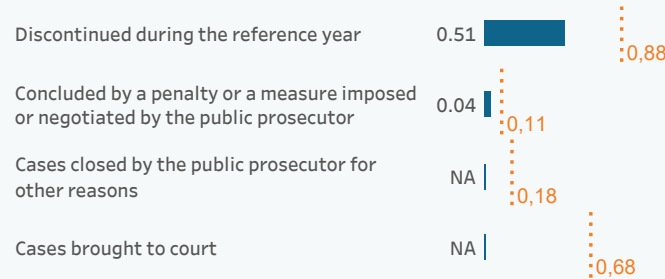 Discontinued during the reference year 0.51
0,88
Concluded by a penalty or a measure imposed
or negotiated by the public prosecutor 0.04
0,11
Cases closed by the public prosecutor for
other reasons NA
0,18
Cases brought to court NA
0,68